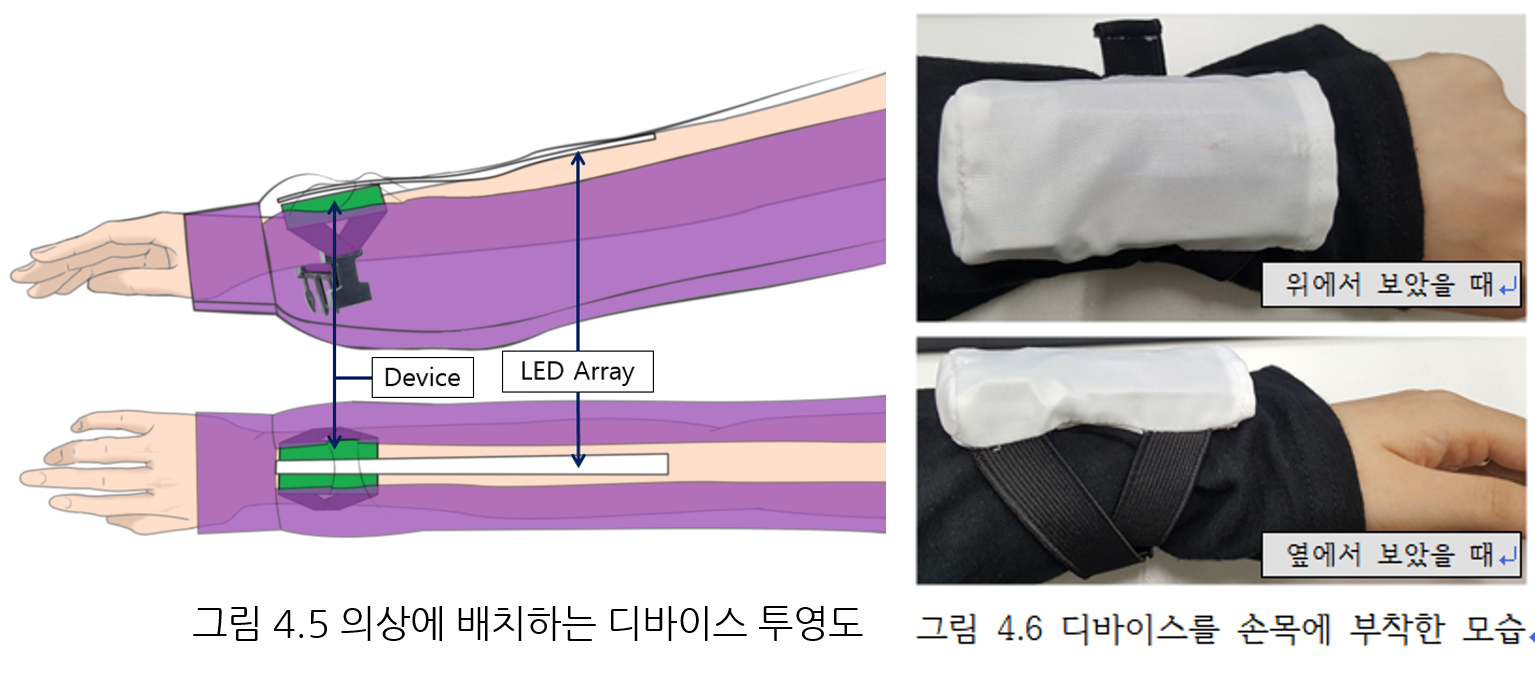 Device
LED Array
그림 4.5 의상에 배치하는 디바이스 투영도
위에서 보았을 때
옆에서 보았을 때
그림 4.6 디바이스를 손목에 부착한 모습